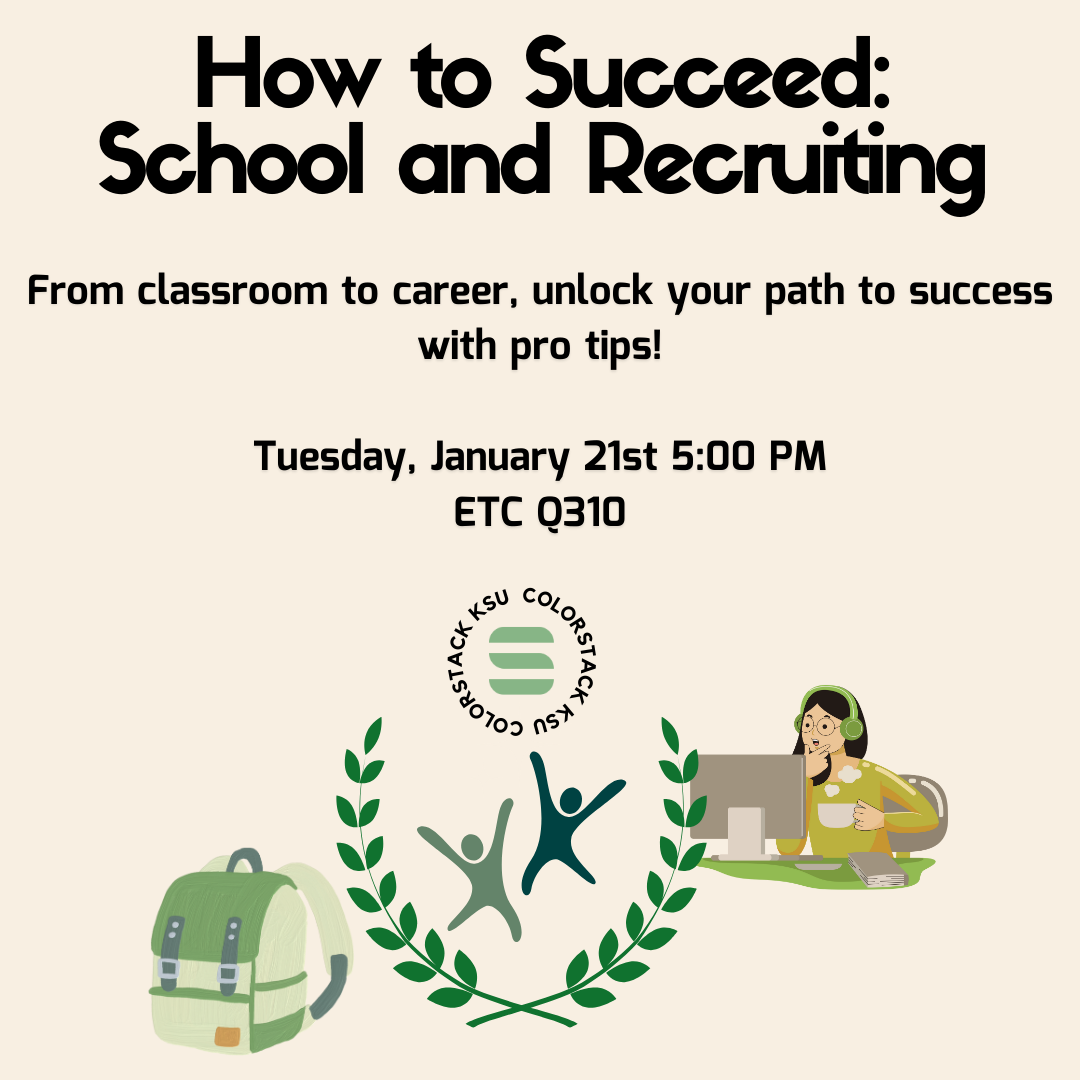 How to Succeed:
School and Recruiting
From classroom to career, unlock your path to success
with pro tips!
Tuesday, January 21st 5:00 PM
ETC Q310
COLORSTACK KSU COLORSTACK KSU